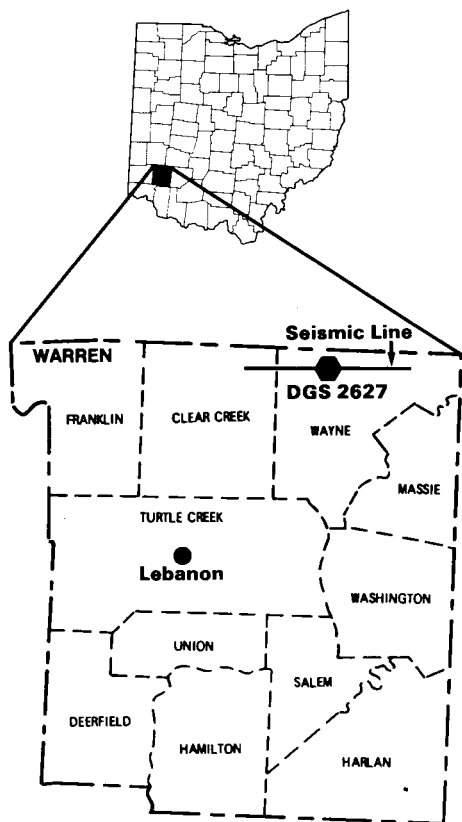 Seismic Line
WARREN
DGS 2627
FRANKLIN
CLEAR CREEK
WAYNE
MASSIE
TURTLE CREEK
Lebanon
WASHINGTON
UNION
SALEM
DEERFIELD
HAMILTON
HARLAN